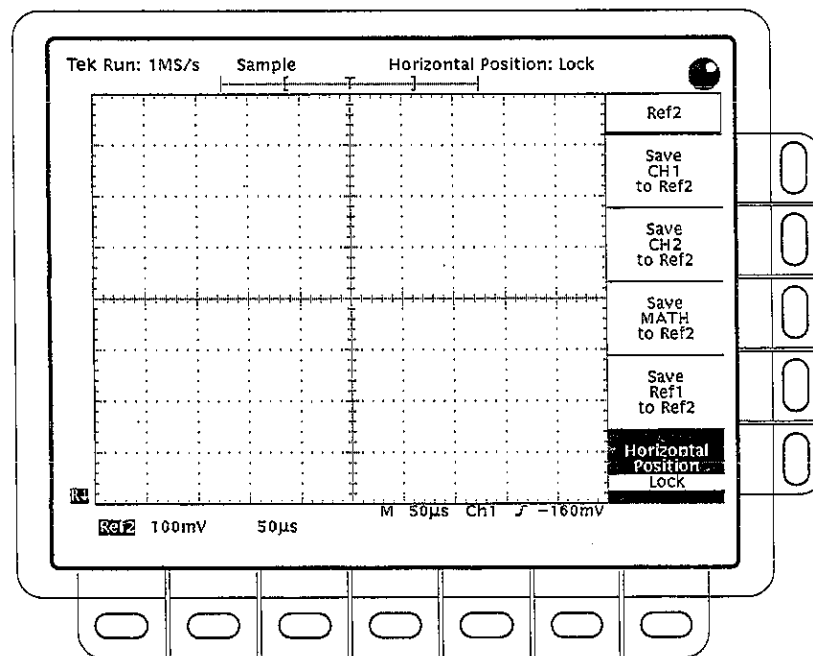 Tek Run: 1MS/s Sample Horizontal Position: Lock
Ref2
Save
CH1
to Ref2
Save
CH2
to Ref2
Save
MATH
to Ref2
Save
Ref1
to Ref2
Horizontal
Position
Lock
R↓
M 50µs Ch1 ƒ -160mV
Ref2 100mV 50µs